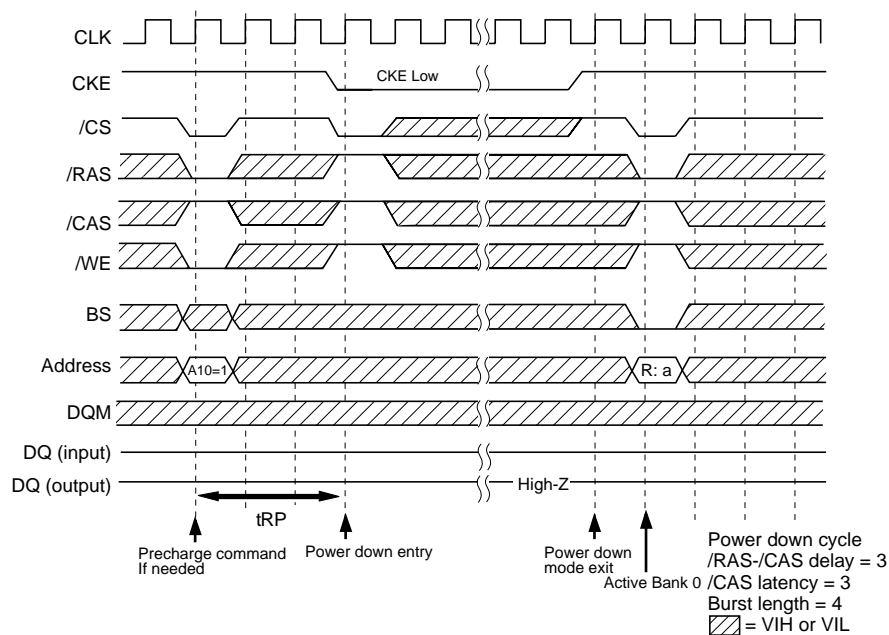 CLK
CKE
CKE Low
/CS
/RAS
/CAS
/WE
BS
Address
A10=1
R: a
DQM
DQ (input)
DQ (output)
High-Z
tRP
Precharge command
If needed
Power down entry
Power down
mode exit
Active Bank 0
Power down cycle
/RAS-/CAS delay = 3
/CAS latency = 3
Burst length = 4
= VIH or VIL